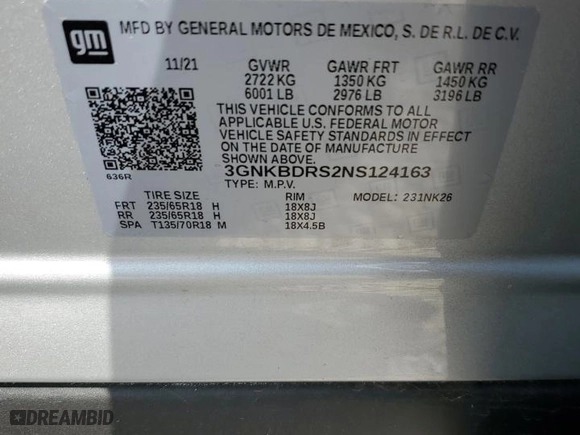 gm
MFD BY GENERAL MOTORS DE MEXICO, S. DE R.L. DE C.V.
11/21 GVWR GAWR FRT GAWR RR
2722 KG 1350 KG 1450 KG
6001 LB 2976 LB 3196 LB
THIS VEHICLE CONFORMS TO ALL
APPLICABLE U.S. FEDERAL MOTOR
VEHICLE SAFETY STANDARDS IN EFFECT
ON THE DATE OF MANUFACTURE
SHOWN ABOVE.
636R 3GNKBDRS2NS124163
TYPE: M.P.V.
TIRE SIZE RIM MODEL: 231NK26
FRT 235/65R18 H 18X8J
RR 235/65R18 H 18X8J
SPA T135/70R18 M 18X4.5B
DREAMBID